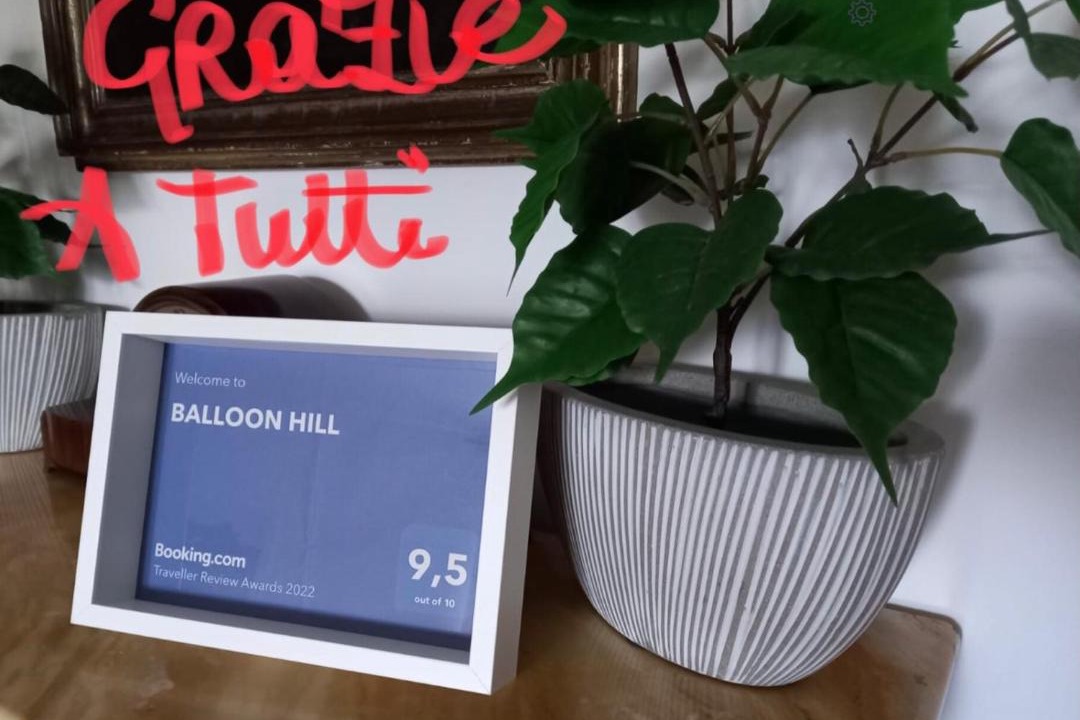 GRAZIE
A Tutti
Welcome to
BALLOON HILL
Booking.com
Traveller Review Awards 2022
9,5
out of 10